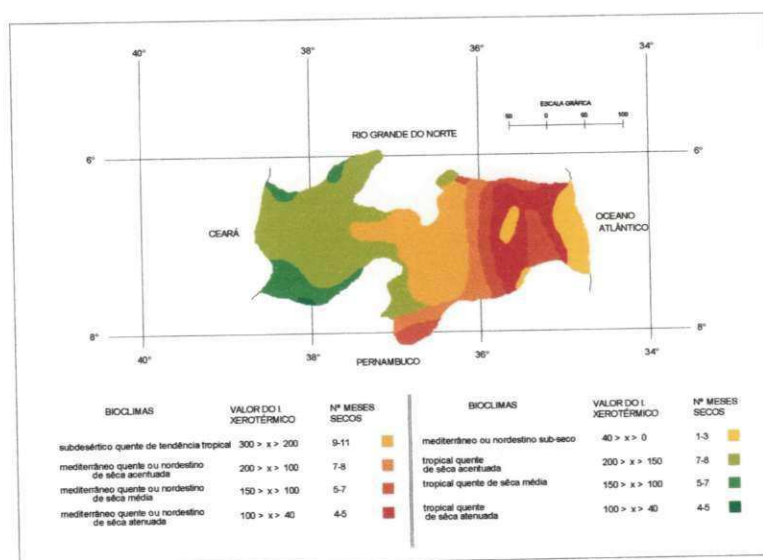 40°
38°
36°
34°
ESCALA GRÁFICA
50 0 50 100
RIO GRANDE DO NORTE
6°
6°
CEARÁ
OCEANO
ATLÂNTICO
8°
8°
40°
38°
36°
34°
PERNAMBUCO
BIOCLIMAS
VALOR DO I.
XEROTÉRMICO
Nº MESES
SECOS
subdesértico quente de tendência tropical 300 > x > 200 9-11
mediterrâneo quente ou nordestino
de sêca acentuada 200 > x > 100 7-8
mediterrâneo quente ou nordestino
de sêca média 150 > x > 100 5-7
mediterrâneo quente ou nordestino
de sêca atenuada 100 > x > 40 4-5
BIOCLIMAS
VALOR DO I.
XEROTÉRMICO
Nº MESES
SECOS
mediterrâneo ou nordestino sub-seco 40 > x > 0 1-3
tropical quente
de sêca acentuada 200 > x > 150 7-8
tropical quente de sêca média 150 > x > 100 5-7
tropical quente
de sêca atenuada 100 > x > 40 4-5